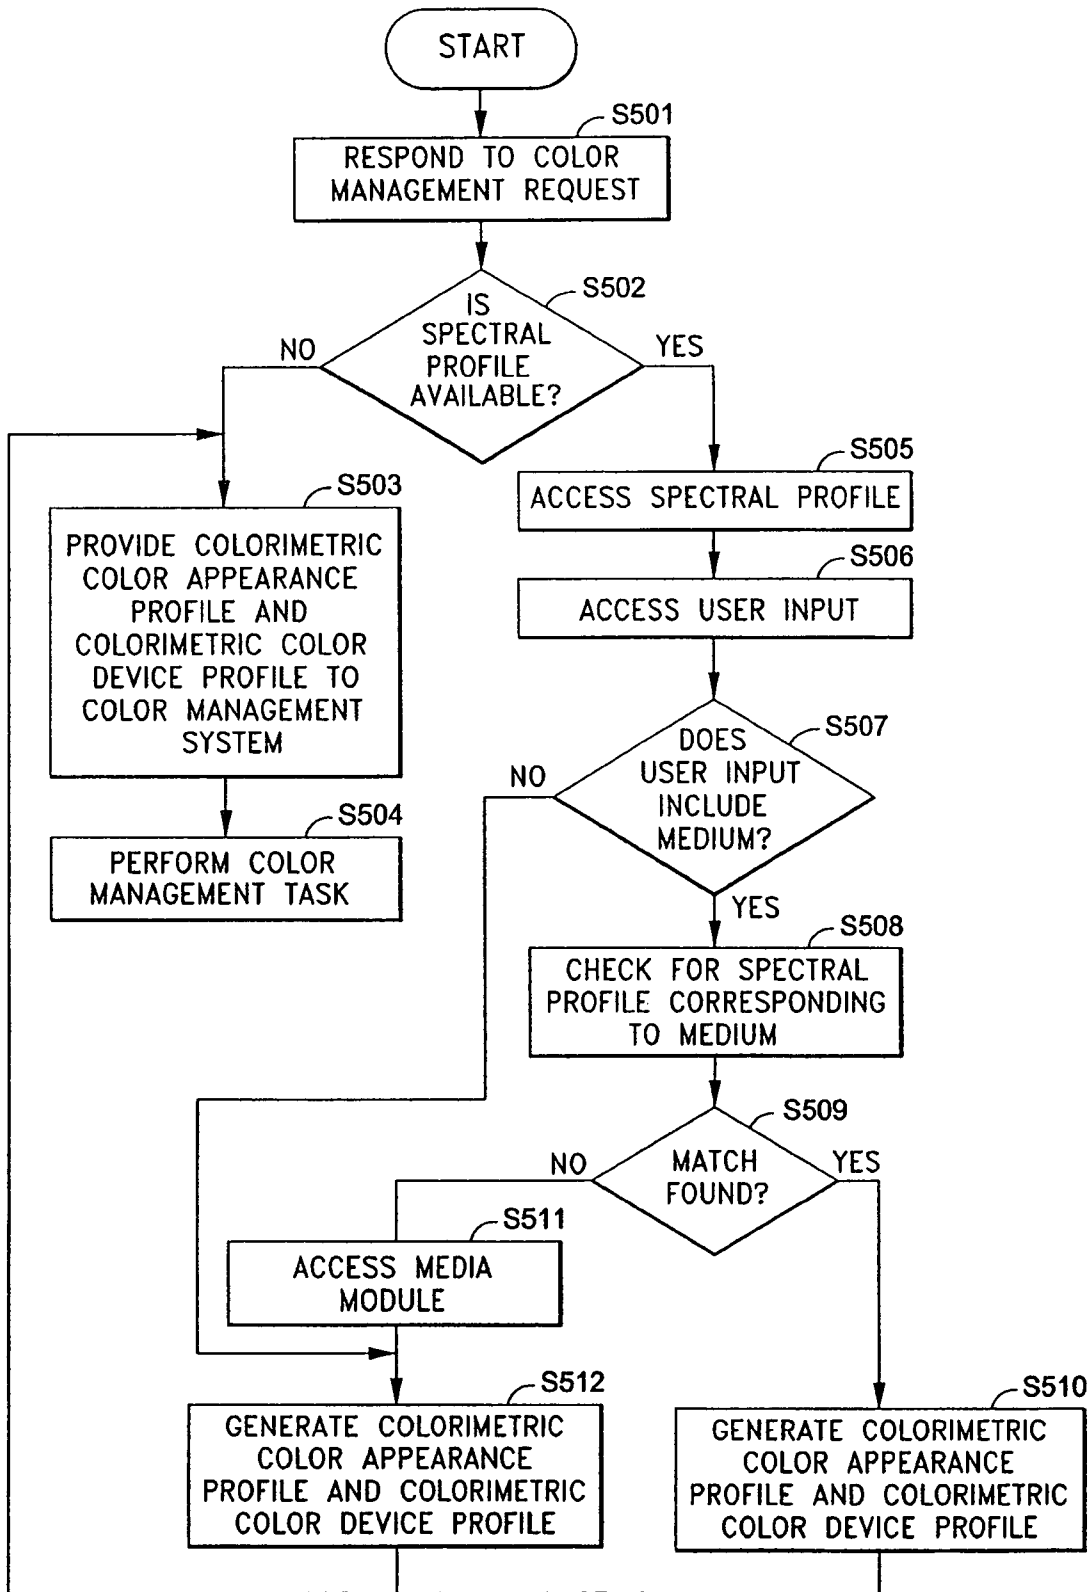 START
S501
RESPOND TO COLOR
MANAGEMENT REQUEST
S502
IS
SPECTRAL
PROFILE
AVAILABLE?
NO
YES
S503
PROVIDE COLORIMETRIC
COLOR APPEARANCE
PROFILE AND
COLORIMETRIC COLOR
DEVICE PROFILE TO
COLOR MANAGEMENT
SYSTEM
S504
PERFORM COLOR
MANAGEMENT TASK
S505
ACCESS SPECTRAL PROFILE
S506
ACCESS USER INPUT
S507
DOES
USER INPUT
INCLUDE
MEDIUM?
NO
YES
S508
CHECK FOR SPECTRAL
PROFILE CORRESPONDING
TO MEDIUM
S509
MATCH
FOUND?
NO
YES
S511
ACCESS MEDIA
MODULE
S512
GENERATE COLORIMETRIC
COLOR APPEARANCE
PROFILE AND COLORIMETRIC
COLOR DEVICE PROFILE
S510
GENERATE COLORIMETRIC
COLOR APPEARANCE
PROFILE AND COLORIMETRIC
COLOR DEVICE PROFILE